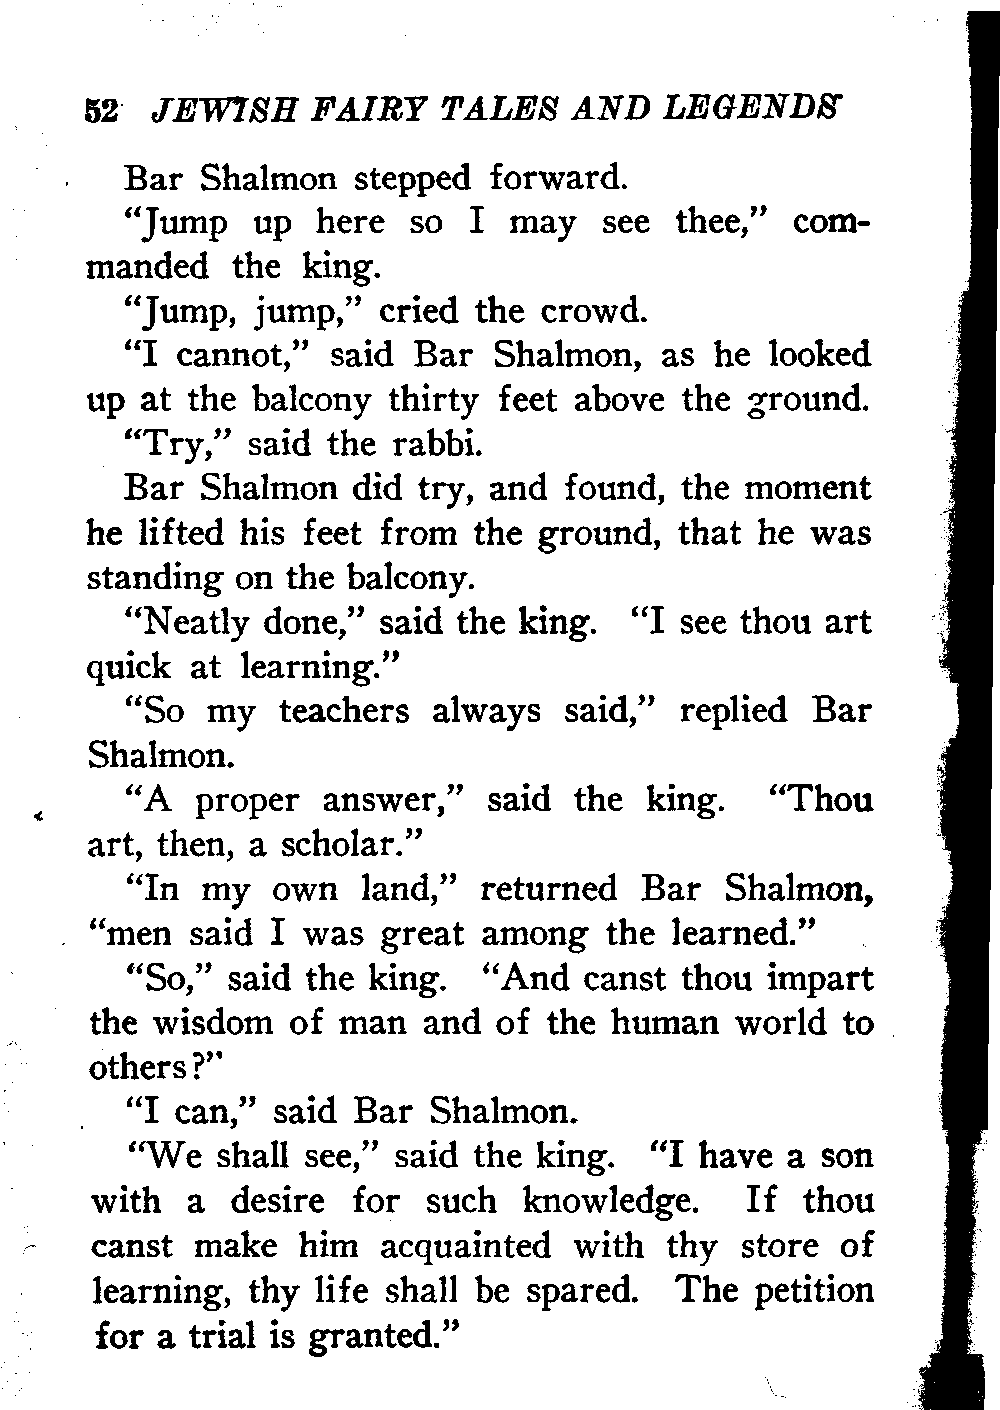 52 JEWISH FAIRY TALES AND LEGENDS
Bar Shalmon stepped forward.
“Jump up here so I may see thee,” com-
manded the king.
“Jump, jump,” cried the crowd.
“I cannot,” said Bar Shalmon, as he looked
up at the balcony thirty feet above the ground.
“Try,” said the rabbi.
Bar Shalmon did try, and found, the moment
he lifted his feet from the ground, that he was
standing on the balcony.
“Neatly done,” said the king. “I see thou art
quick at learning.”
“So my teachers always said,” replied Bar
Shalmon.
“A proper answer,” said the king. “Thou
art, then, a scholar.”
“In my own land,” returned Bar Shalmon,
“men said I was great among the learned.”
“So,” said the king. “And canst thou impart
the wisdom of man and of the human world to
others?”
“I can,” said Bar Shalmon.
“We shall see,” said the king. “I have a son
with a desire for such knowledge. If thou
canst make him acquainted with thy store of
learning, thy life shall be spared. The petition
for a trial is granted.”